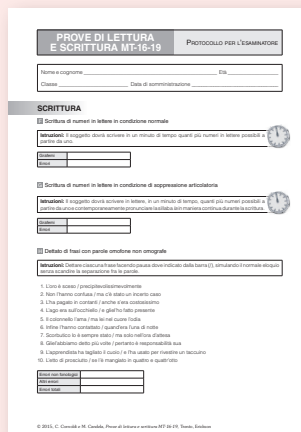 PROVE DI LETTURA
E SCRITTURA MT-16-19
PROTOCOLLO PER L'ESAMINATORE
Nome e cognome Età
Classe Data di somministrazione
SCRITTURA
Scrittura di numeri in lettere in condizione normale
Istruzioni: Il soggetto dovrà scrivere in un minuto di tempo quanti più numeri in lettere possibili a
partire da uno.
Grafemi
Errori
Scrittura di numeri in lettere in condizione di soppressione articolatoria
Istruzioni: Il soggetto dovrà scrivere in lettere, in un minuto di tempo, quanti più numeri possibili a
partire da uno e contemporaneamente pronunciare la sillaba la in maniera continua durante la scrittura.
Grafemi
Errori
Dettato di frasi con parole omofone non omografe
Istruzioni: Dettare ciascuna frase facendo pausa dove indicato dalla barra (/), simulando il normale eloquio
senza scandire la separazione fra le parole.
1. L'oro è sceso / precipitevolissimevolmente
2. Non l'hanno confusa / ma c'è stato un incerto caso
3. L'ha pagato in contanti / anche s'era costosissimo
4. L'ago era sull'occhiello / e gliel'ho fatto presente
5. Il colonnello l'ama / ma lei nel cuore l'odia
6. Infine l'hanno contestato / quand'era l'una di notte
7. Scorbutico lo è sempre stato / ma solo nell'ora d'attesa
8. Gliel'abbiamo detto più volte / pertanto è responsabilità sua
9. L'apprendista ha tagliato il cuoio / e l'ha usato per rivestire un taccuino
10. L'eto di prosciutto / se l'è mangiato in quattro e quattr'otto
Errori non fonologici
Altri errori
Errori totali
© 2015, C. Cornoldi e M. Candela, Prove di lettura e scrittura MT-16-19, Trento, Erickson